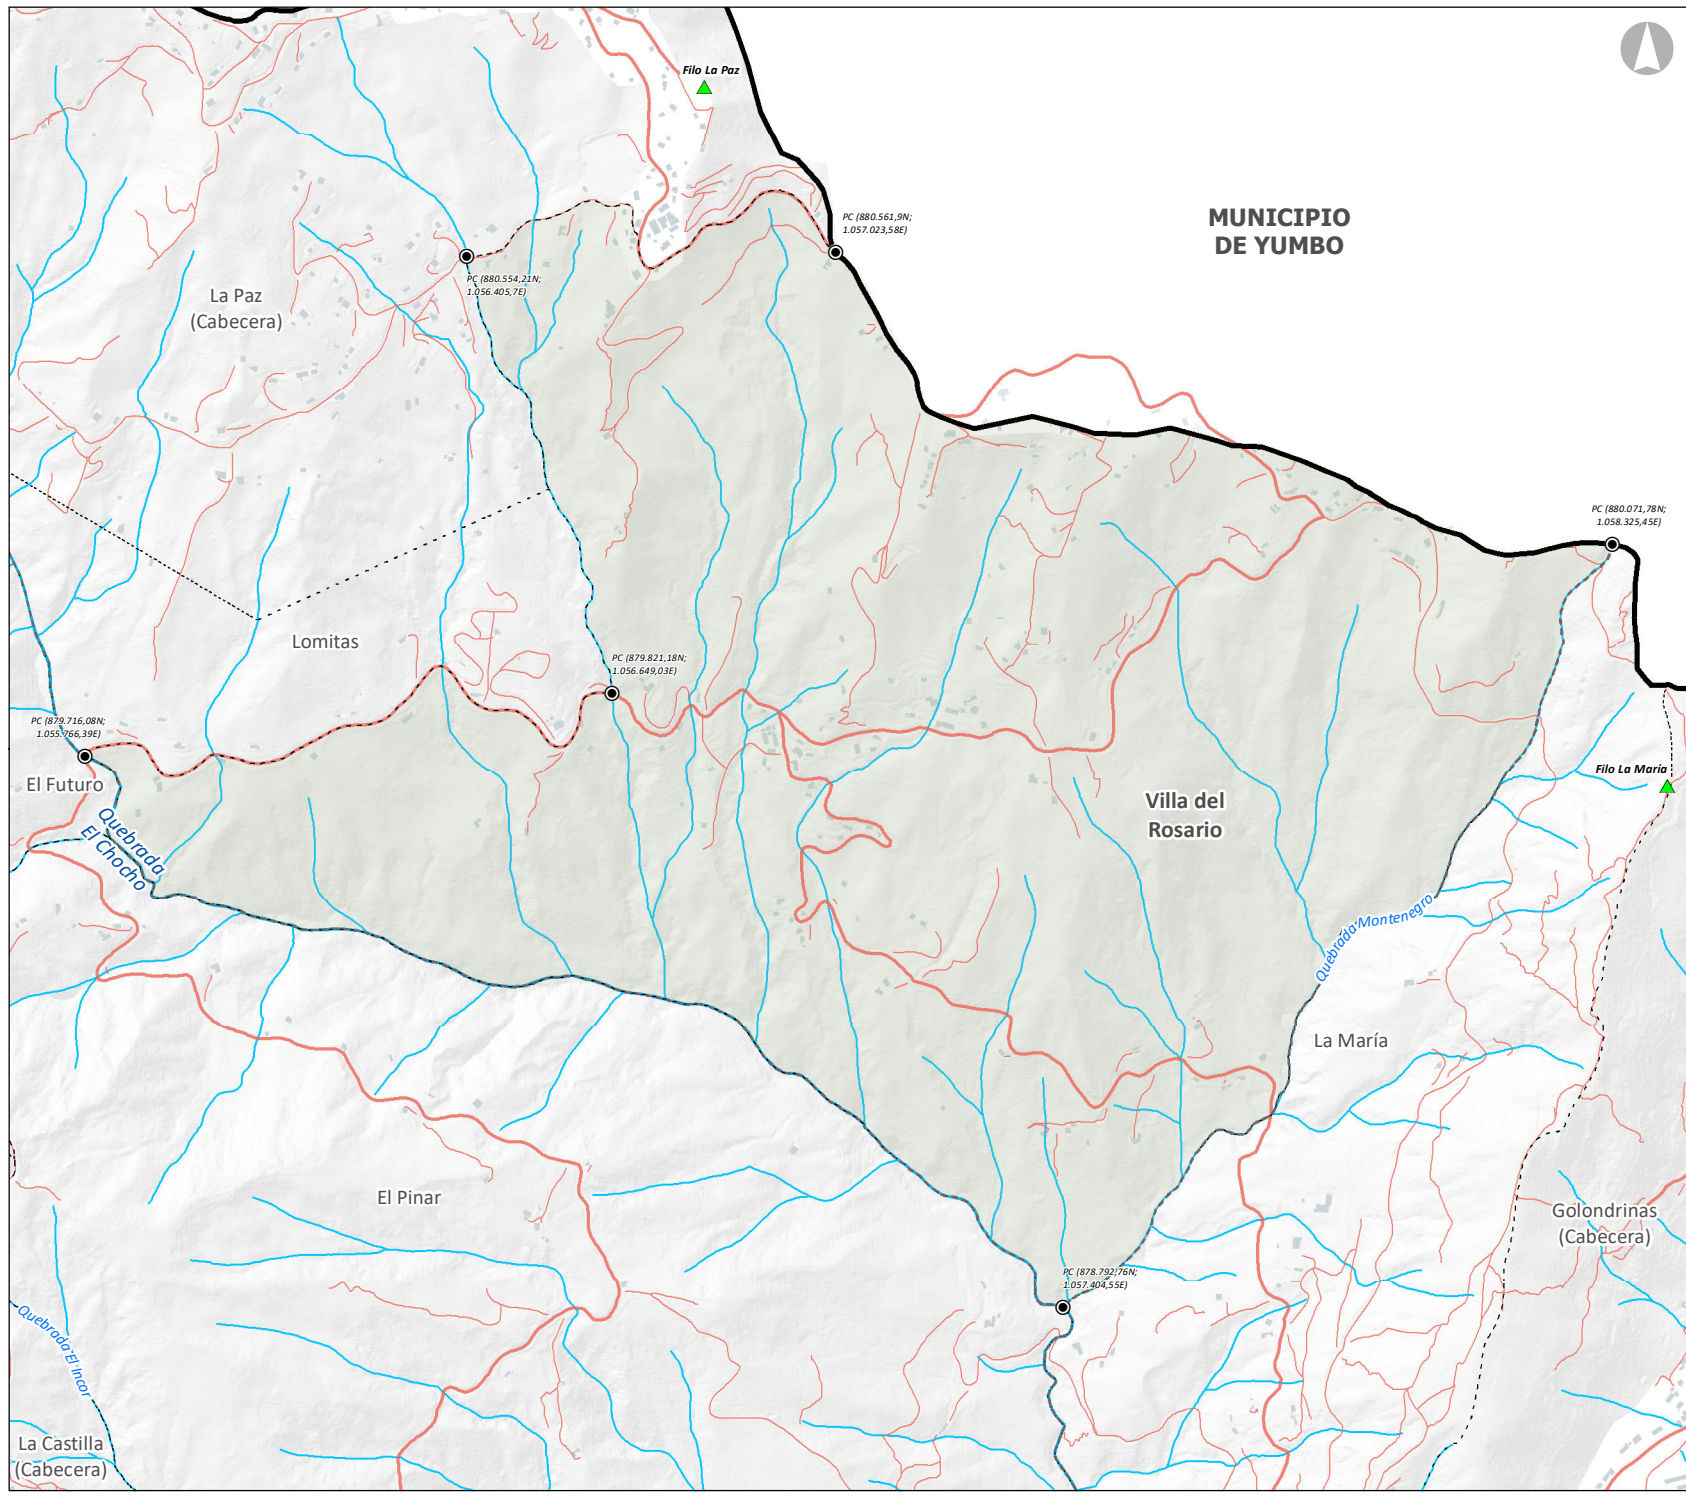 Filo La Paz
MUNICIPIO
DE YUMBO
PC (880.561,9N;
1.057.023,58E)
PC (880.554,21N;
1.056.405,7E)
La Paz
(Cabecera)
PC (880.071,78N;
1.058.325,45E)
Lomitas
PC (879.821,18N;
1.056.649,03E)
PC (879.716,08N;
1.055.766,39E)
El Futuro
Filo La María
Villa del
Rosario
Quebrada
El Chocho
Quebrada Montenegro
La María
El Pinar
Golondrinas
(Cabecera)
PC (878.792,76N;
1.057.404,55E)
Quebrada El Incor
La Castilla
(Cabecera)